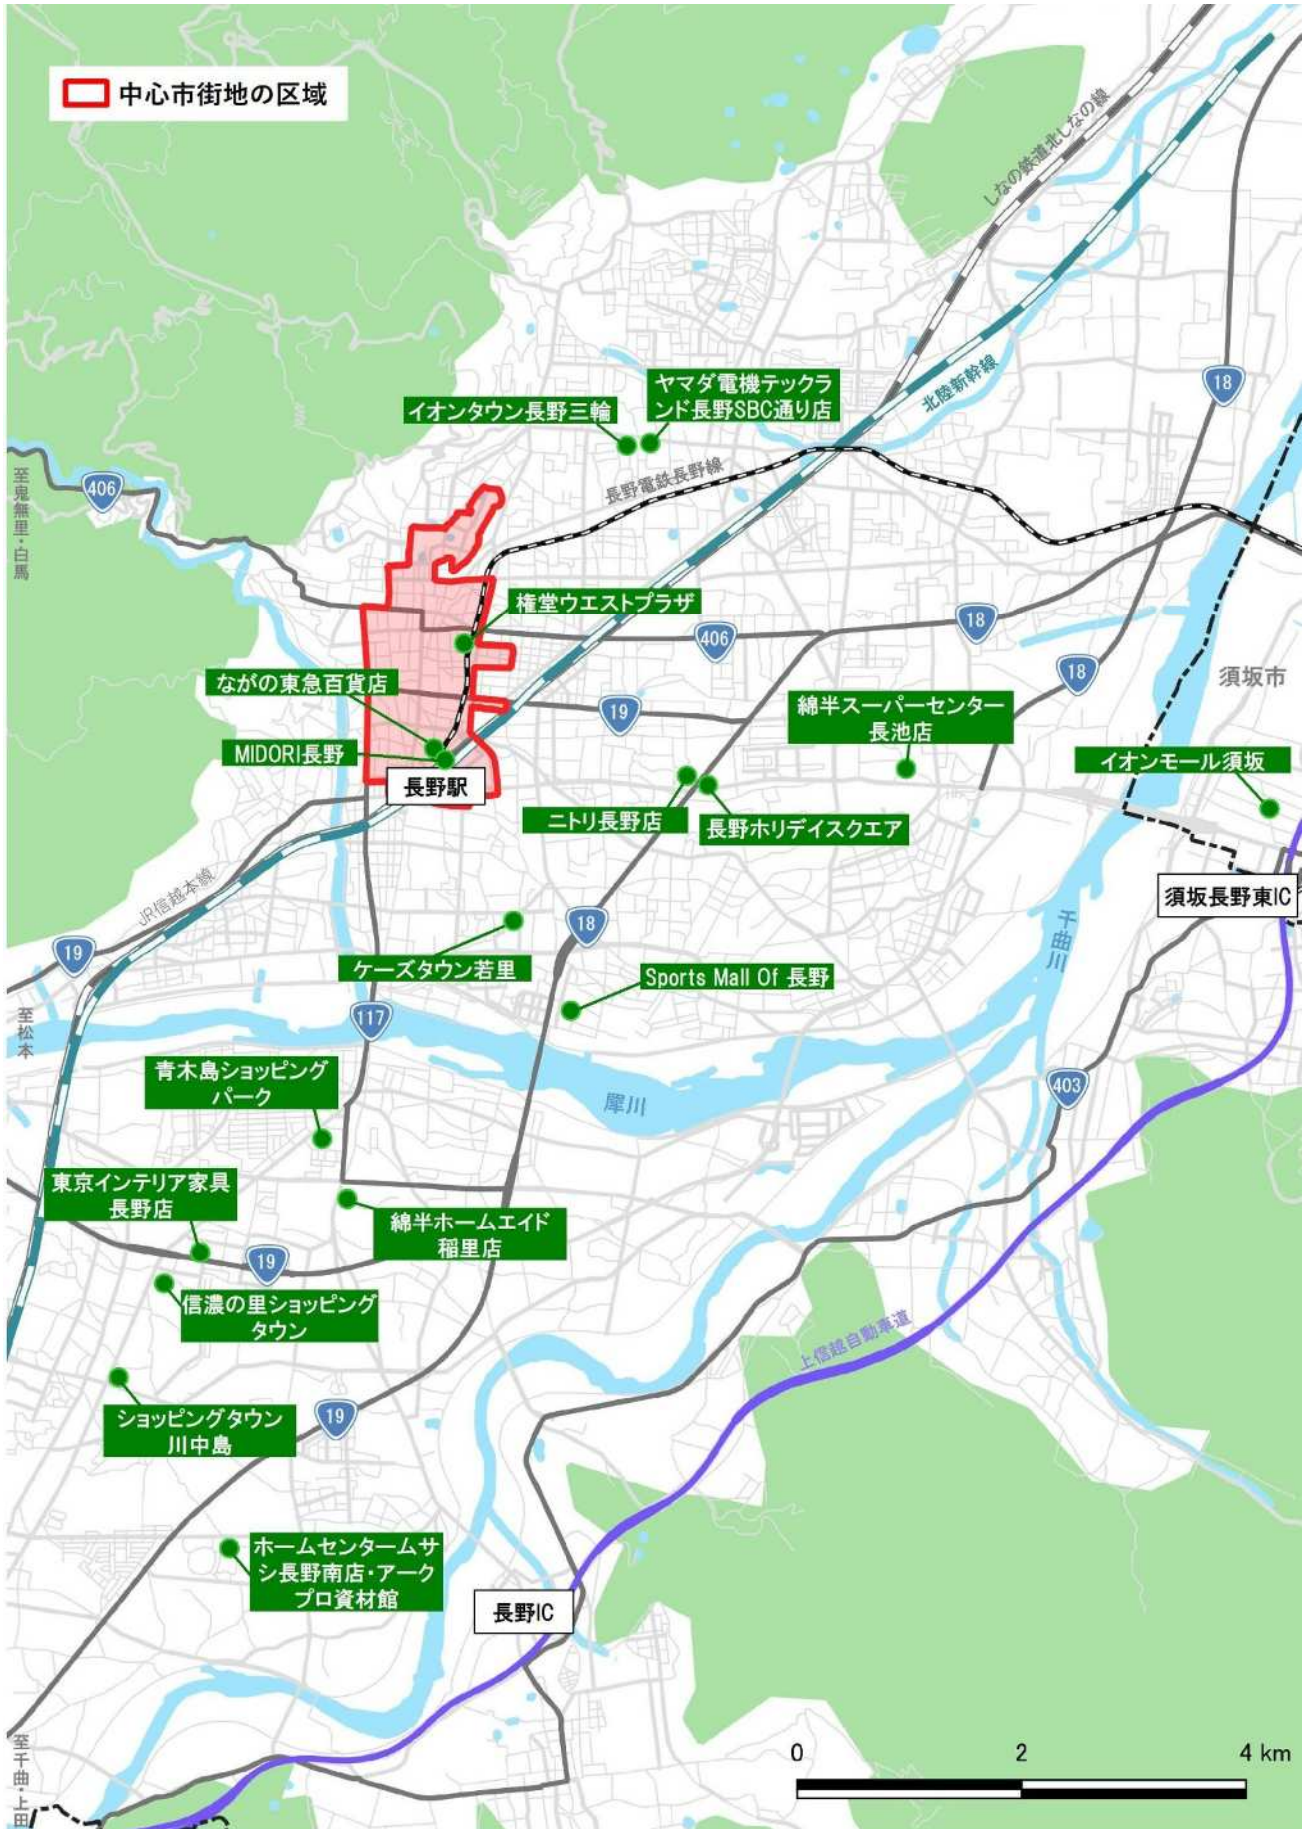 中心市街地の区域
しなの鉄道北しなの線
18
北陸新幹線
ヤマダ電機テックラ
ンド長野SBC通り店
イオンタウン長野三輪
長野電鉄長野線
至鬼無里・白馬
406
権堂ウエストプラザ
406
18
18
須坂市
ながの東急百貨店
19
綿半スーパーセンター
長池店
MIDORI長野
長野駅
イオンモール須坂
ニトリ長野店
長野ホリデイスクエア
JR信越本線
須坂長野東IC
18
千曲川
19
ケーズタウン若里
Sports Mall Of 長野
至松本
117
青木島ショッピング
パーク
犀川
403
東京インテリア家具
長野店
綿半ホームエイド
稲里店
19
信濃の里ショッピング
タウン
上信越自動車道
ショッピングタウン
川中島
19
ホームセンタームサ
シ長野南店・アーク
プロ資材館
長野IC
至千曲・上田
0 2 4 km